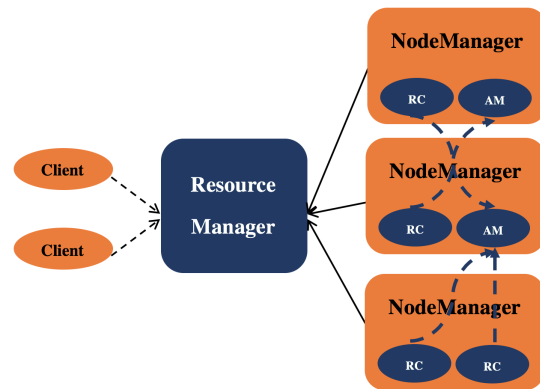 NodeManager
RC
AM
Client
Resource
Manager
NodeManager
RC
AM
Client
NodeManager
RC
RC